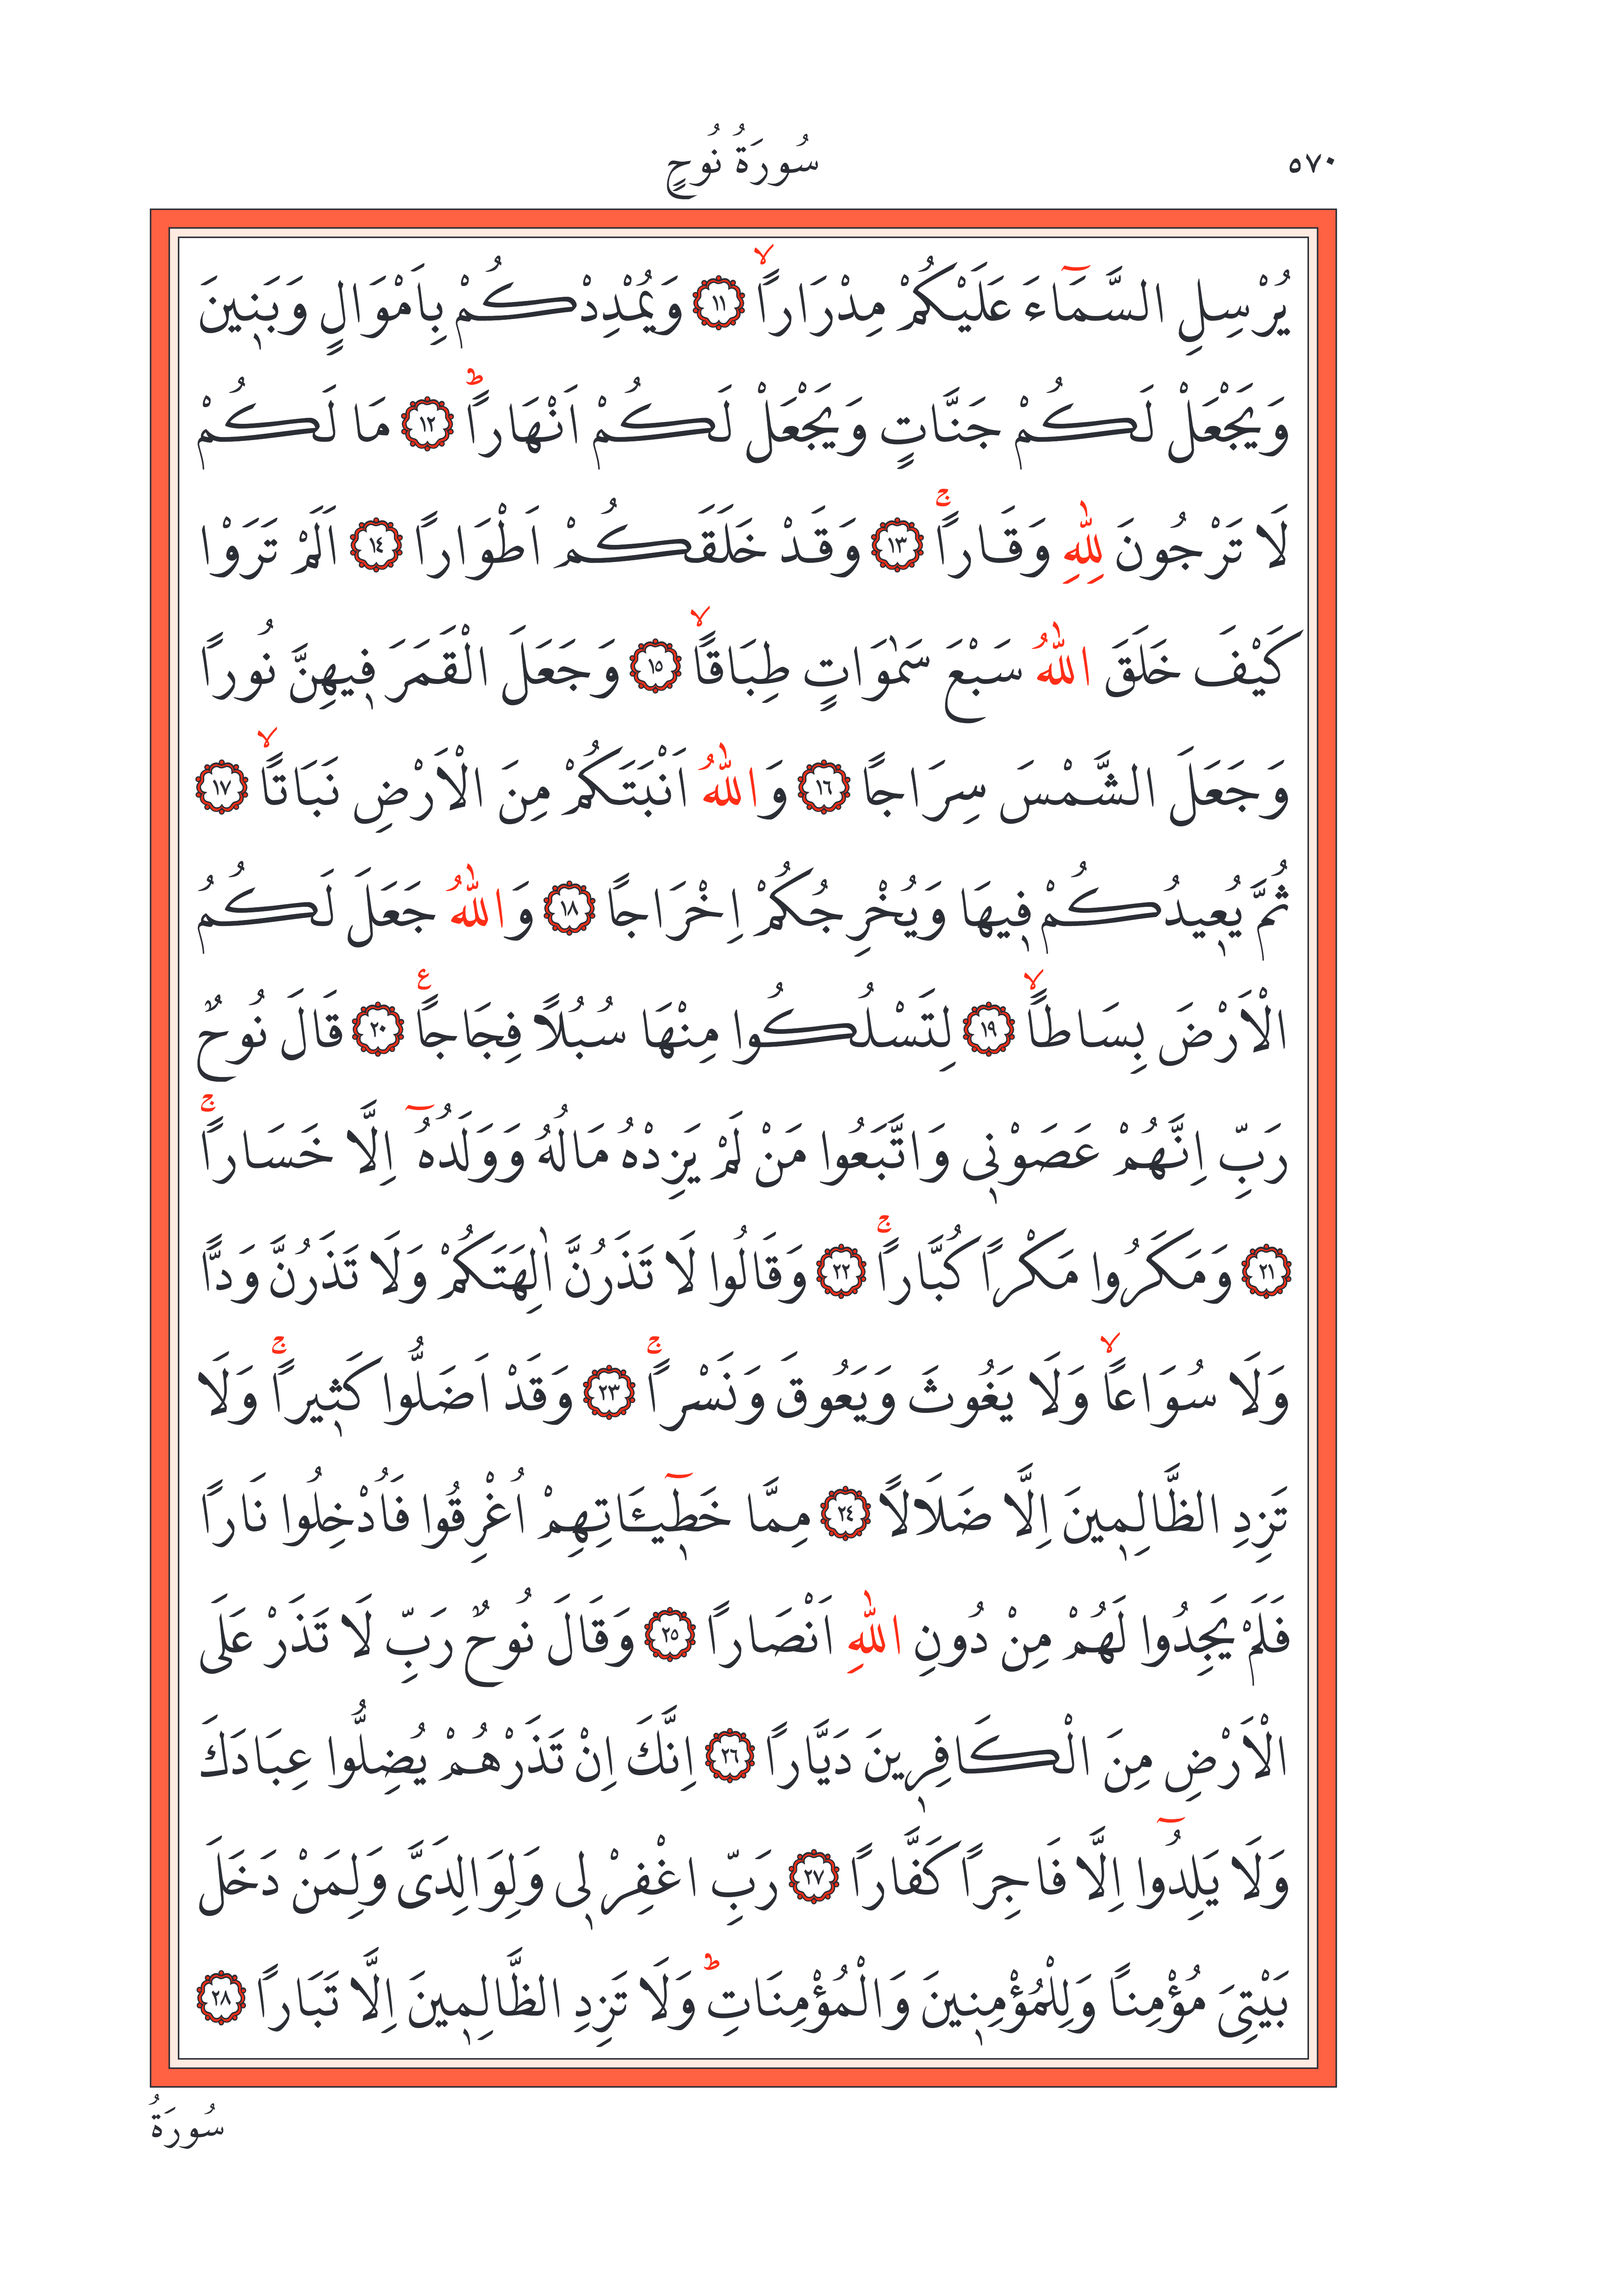 ٥٧٠
سُورَةُ نُوحٍ
يُرْسِلِ السَّمَٓاءَ عَلَيْكُمْ مِدْرَاراًۙ ﴿١١﴾ وَيُمْدِدْكُمْ بِاَمْوَالٍ وَبَن۪ينَ
وَيَجْعَلْ لَكُمْ جَنَّاتٍ وَيَجْعَلْ لَكُمْ اَنْهَاراًۜ ﴿١٢﴾ مَا لَكُمْ
لَا تَرْجُونَ لِلّٰهِ وَقَاراًۚ ﴿١٣﴾ وَقَدْ خَلَقَكُمْ اَطْوَاراً ﴿١٤﴾ اَلَمْ تَرَوْا
كَيْفَ خَلَقَ اللّٰهُ سَبْعَ سَمٰوَاتٍ طِبَاقاًۙ ﴿١٥﴾ وَجَعَلَ الْقَمَرَ ف۪يهِنَّ نُوراً
وَجَعَلَ الشَّمْسَ سِرَاجاً ﴿١٦﴾ وَاللّٰهُ اَنْبَتَكُمْ مِنَ الْاَرْضِ نَبَاتاًۙ ﴿١٧﴾
ثُمَّ يُع۪يدُكُمْ ف۪يهَا وَيُخْرِجُكُمْ اِخْرَاجاً ﴿١٨﴾ وَاللّٰهُ جَعَلَ لَكُمُ
الْاَرْضَ بِسَاطاًۙ ﴿١٩﴾ لِتَسْلُكُوا مِنْهَا سُبُلاً فِجَاجاً۟ ﴿٢٠﴾ قَالَ نُوحٌ
رَبِّ اِنَّهُمْ عَصَوْن۪ي وَاتَّبَعُوا مَنْ لَمْ يَزِدْهُ مَالُهُ وَوَلَدُهُٓ اِلَّا خَسَاراًۚ
﴿٢١﴾ وَمَكَرُوا مَكْراً كُبَّاراًۚ ﴿٢٢﴾ وَقَالُوا لَا تَذَرُنَّ اٰلِهَتَكُمْ وَلَا تَذَرُنَّ وَداًّ
وَلَا سُوَاعاًۙ وَلَا يَغُوثَ وَيَعُوقَ وَنَسْراًۚ ﴿٢٣﴾ وَقَدْ اَضَلُّوا كَث۪يراًۚ وَلَا
تَزِدِ الظَّالِم۪ينَ اِلَّا ضَلَالاً ﴿٢٤﴾ مِمَّا خَط۪ٓيـَٔاتِهِمْ اُغْرِقُوا فَاُدْخِلُوا نَاراً
فَلَمْ يَجِدُوا لَهُمْ مِنْ دُونِ اللّٰهِ اَنْصَاراً ﴿٢٥﴾ وَقَالَ نُوحٌ رَبِّ لَا تَذَرْ عَلَى
الْاَرْضِ مِنَ الْكَافِر۪ينَ دَيَّاراً ﴿٢٦﴾ اِنَّكَ اِنْ تَذَرْهُمْ يُضِلُّوا عِبَادَكَ
وَلَا يَلِدُٓوا اِلَّا فَاجِراً كَفَّاراً ﴿٢٧﴾ رَبِّ اغْفِرْ ل۪ي وَلِوَالِدَيَّ وَلِمَنْ دَخَلَ
بَيْتِيَ مُؤْمِناً وَلِلْمُؤْمِن۪ينَ وَالْمُؤْمِنَاتِۜ وَلَا تَزِدِ الظَّالِم۪ينَ اِلَّا تَبَاراً ﴿٢٨﴾
سُورَةُ